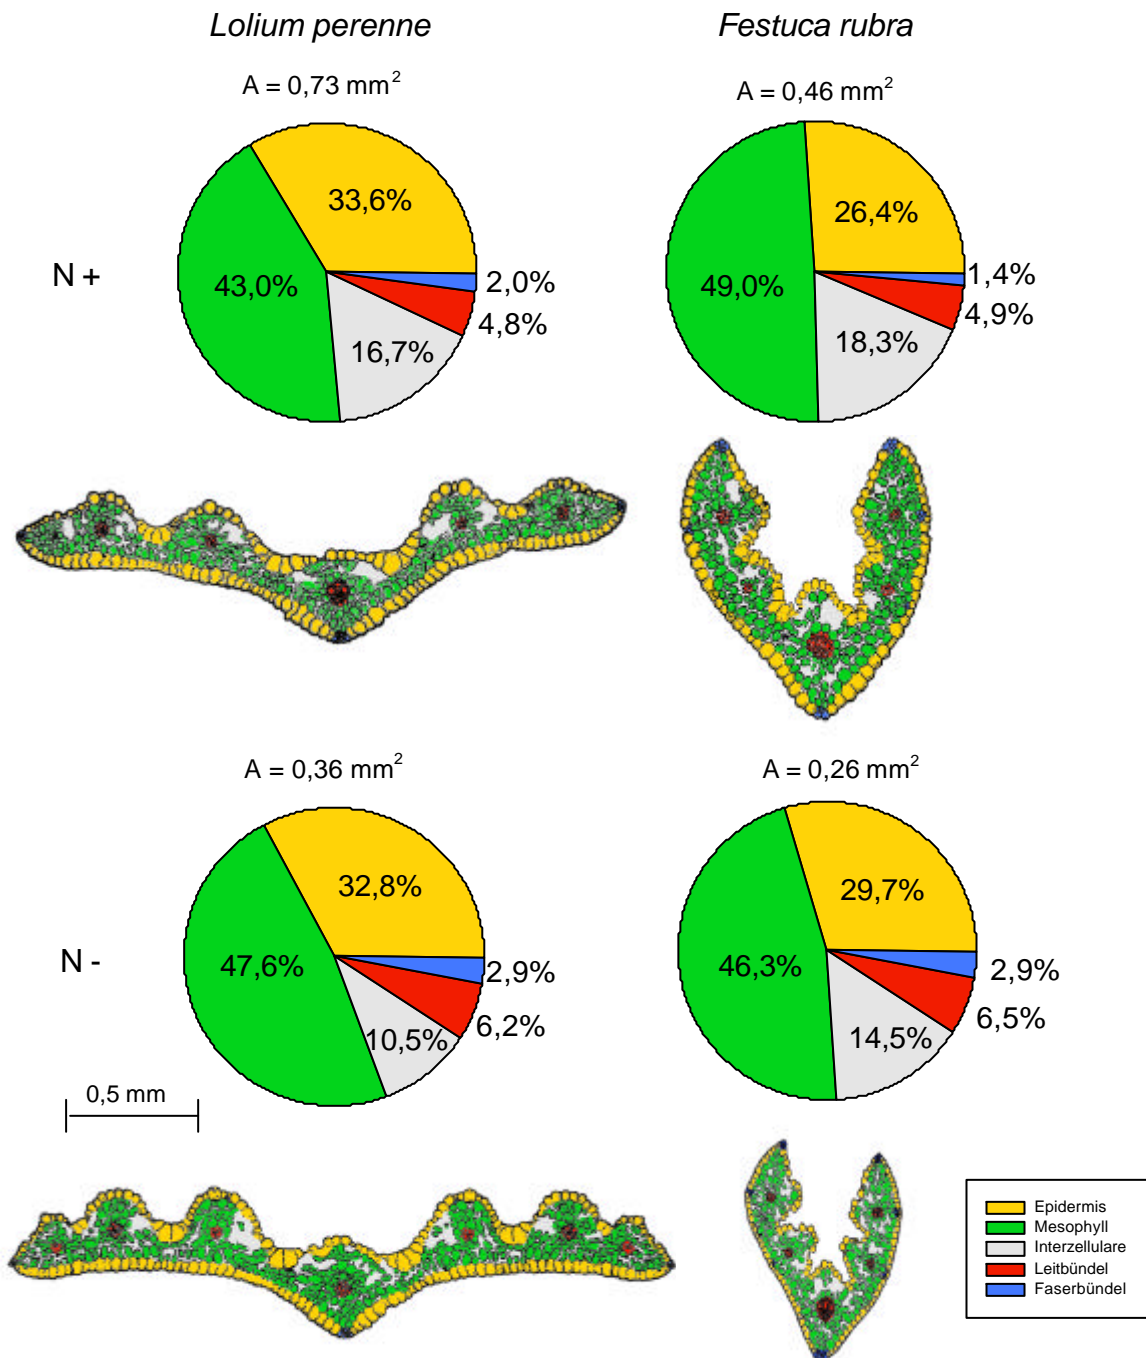 Lolium perenne
Festuca rubra
A = 0,73 mm²
A = 0,46 mm²
N +
33,6%
43,0%
2,0%
4,8%
16,7%
26,4%
49,0%
1,4%
4,9%
18,3%
A = 0,36 mm²
A = 0,26 mm²
N -
32,8%
47,6%
2,9%
6,2%
10,5%
29,7%
46,3%
2,9%
6,5%
14,5%
0,5 mm
Epidermis
Mesophyll
Interzellulare
Leitbündel
Faserbündel